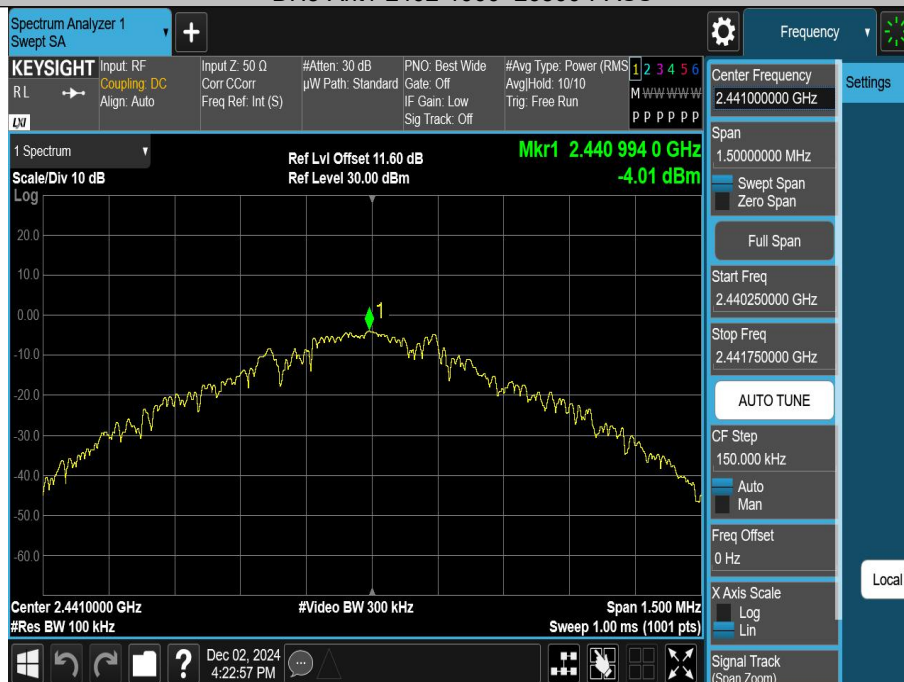 Spectrum Analyzer 1
Swept SA
+
Frequency
KEYSIGHT
RL
LXI
Input: RF
Coupling: DC
Align: Auto
Input Z: 50 Ω
Corr CCorr
Freq Ref: Int (S)
#Atten: 30 dB
µW Path: Standard
PNO: Best Wide
Gate: Off
IF Gain: Low
Sig Track: Off
#Avg Type: Power (RMS
Avg|Hold: 10/10
Trig: Free Run
1 2 3 4 5 6
M W W W W W
P P P P P P
1 Spectrum
Scale/Div 10 dB
Log
Ref Lvl Offset 11.60 dB
Ref Level 30.00 dBm
Mkr1 2.440 994 0 GHz
-4.01 dBm
20.0
10.0
0.00
-10.0
-20.0
-30.0
-40.0
-50.0
-60.0
1
Center 2.4410000 GHz
#Res BW 100 kHz
#Video BW 300 kHz
Span 1.500 MHz
Sweep 1.00 ms (1001 pts)
Dec 02, 2024
4:22:57 PM
?
Center Frequency
2.441000000 GHz
Settings
Span
1.50000000 MHz
Swept Span
Zero Span
Full Span
Start Freq
2.440250000 GHz
Stop Freq
2.441750000 GHz
AUTO TUNE
CF Step
150.000 kHz
Auto
Man
Freq Offset
0 Hz
Local
X Axis Scale
Log
Lin
Signal Track
(Span Zoom)